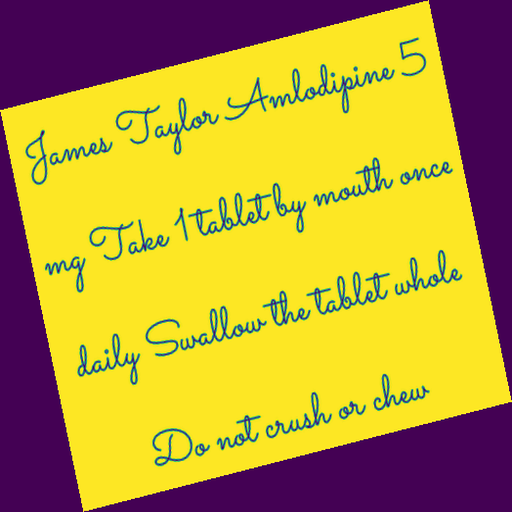 James Taylor Amlodipine 5
mg Take 1 tablet by mouth once
daily Swallow the tablet whole
Do not crush or chew